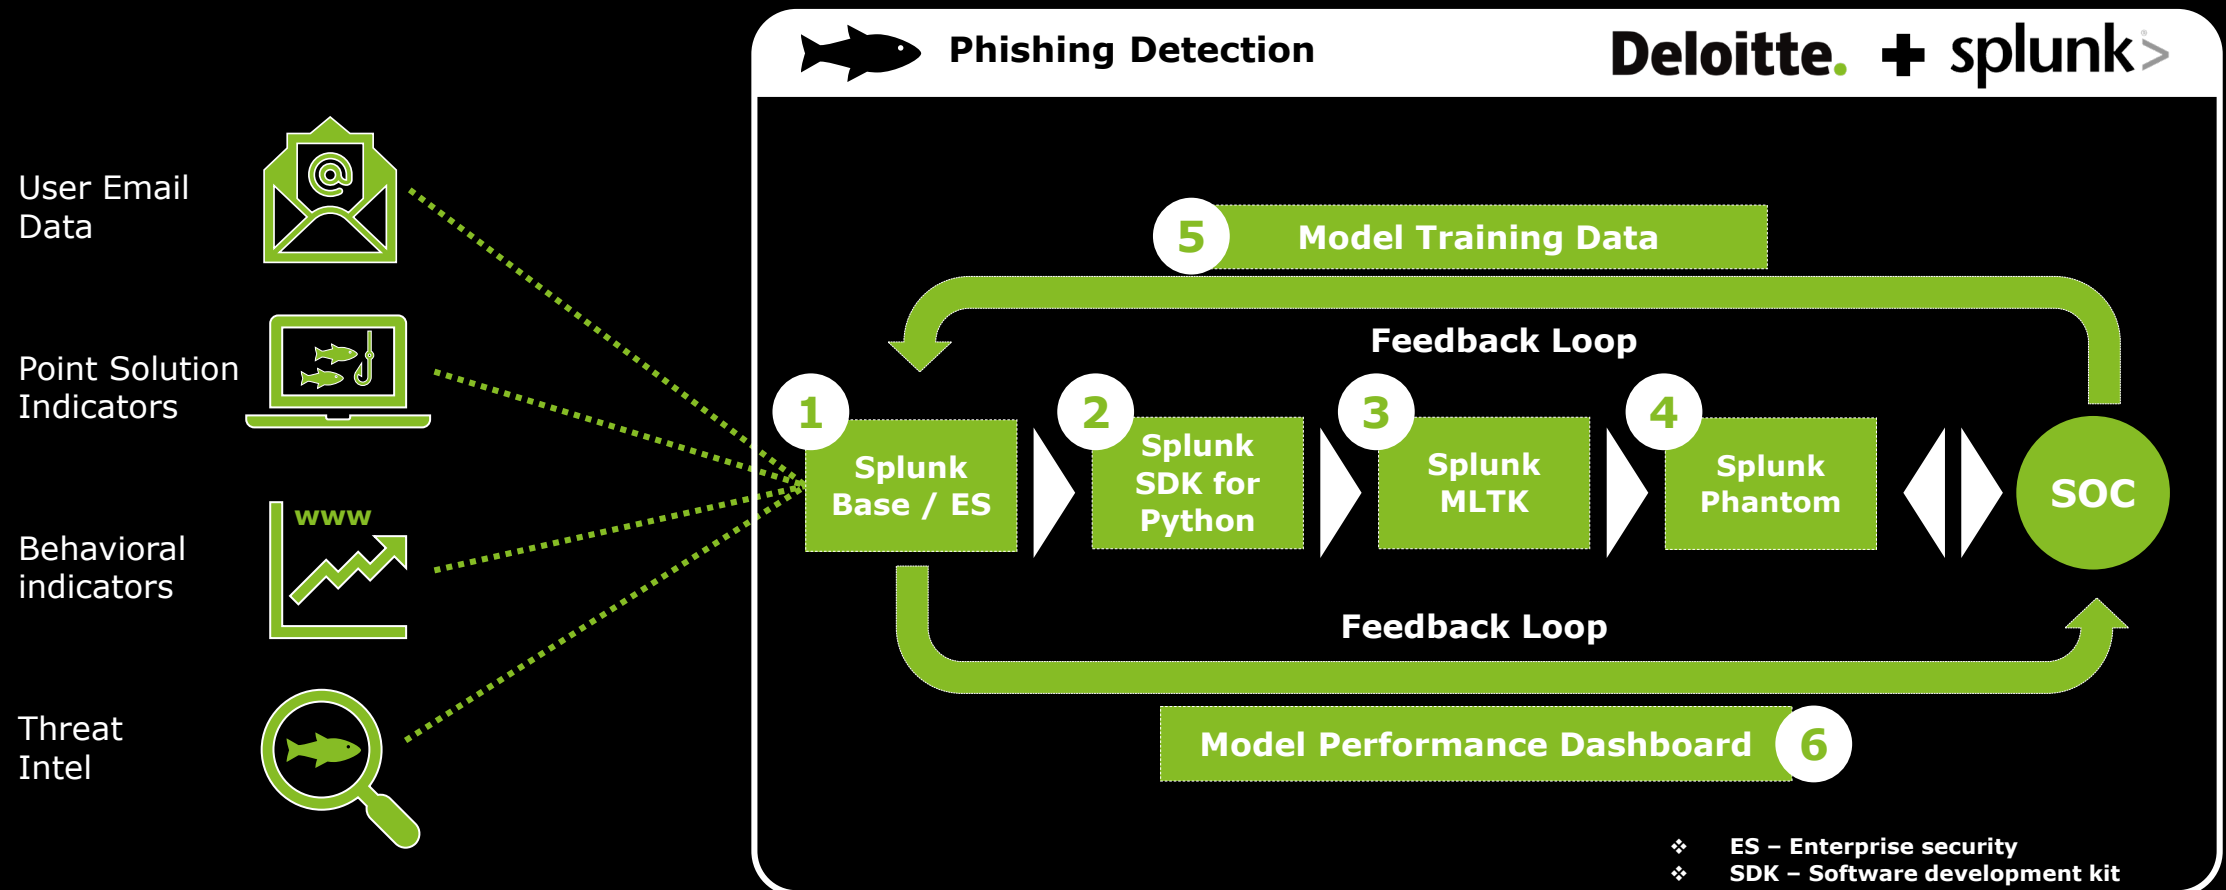 Phishing Detection
Deloitte. + splunk>
User Email
Data
@
Point Solution
Indicators
www
Behavioral
indicators
Threat
Intel
5
Model Training Data
Feedback Loop
1
Splunk
Base / ES
2
Splunk
SDK for
Python
3
Splunk
MLTK
4
Splunk
Phantom
SOC
Feedback Loop
Model Performance Dashboard
6
❖ ES – Enterprise security
❖ SDK – Software development kit